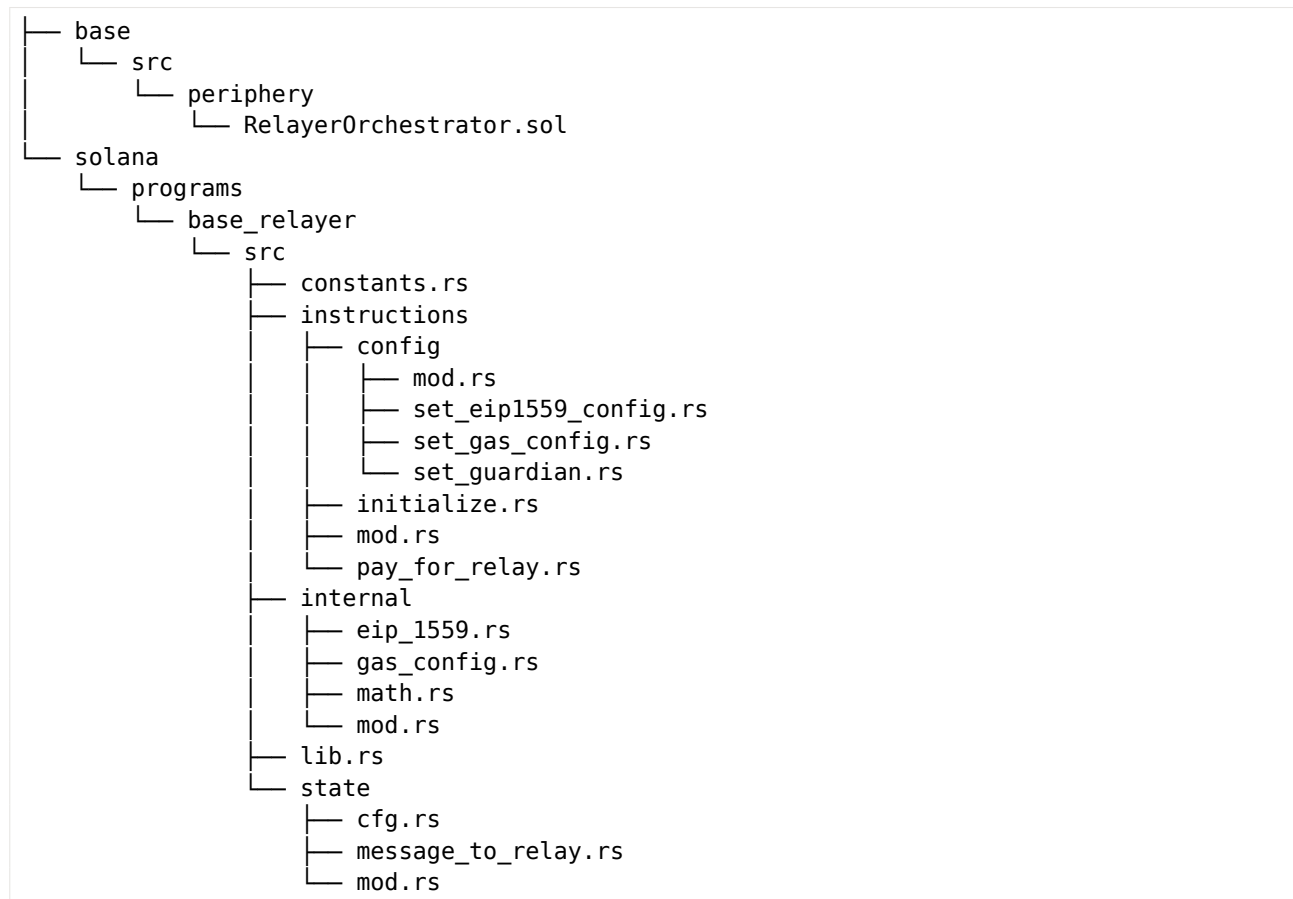 ├── base
│   └── src
│       └── periphery
│           └── RelayerOrchestrator.sol
└── solana
    └── programs
        └── base_relayer
            └── src
                ├── constants.rs
                ├── instructions
                │   ├── config
                │   │   ├── mod.rs
                │   │   ├── set_eip1559_config.rs
                │   │   ├── set_gas_config.rs
                │   │   └── set_guardian.rs
                │   ├── initialize.rs
                │   ├── mod.rs
                │   └── pay_for_relay.rs
                ├── internal
                │   ├── eip_1559.rs
                │   ├── gas_config.rs
                │   ├── math.rs
                │   └── mod.rs
                ├── lib.rs
                └── state
                    ├── cfg.rs
                    ├── message_to_relay.rs
                    └── mod.rs